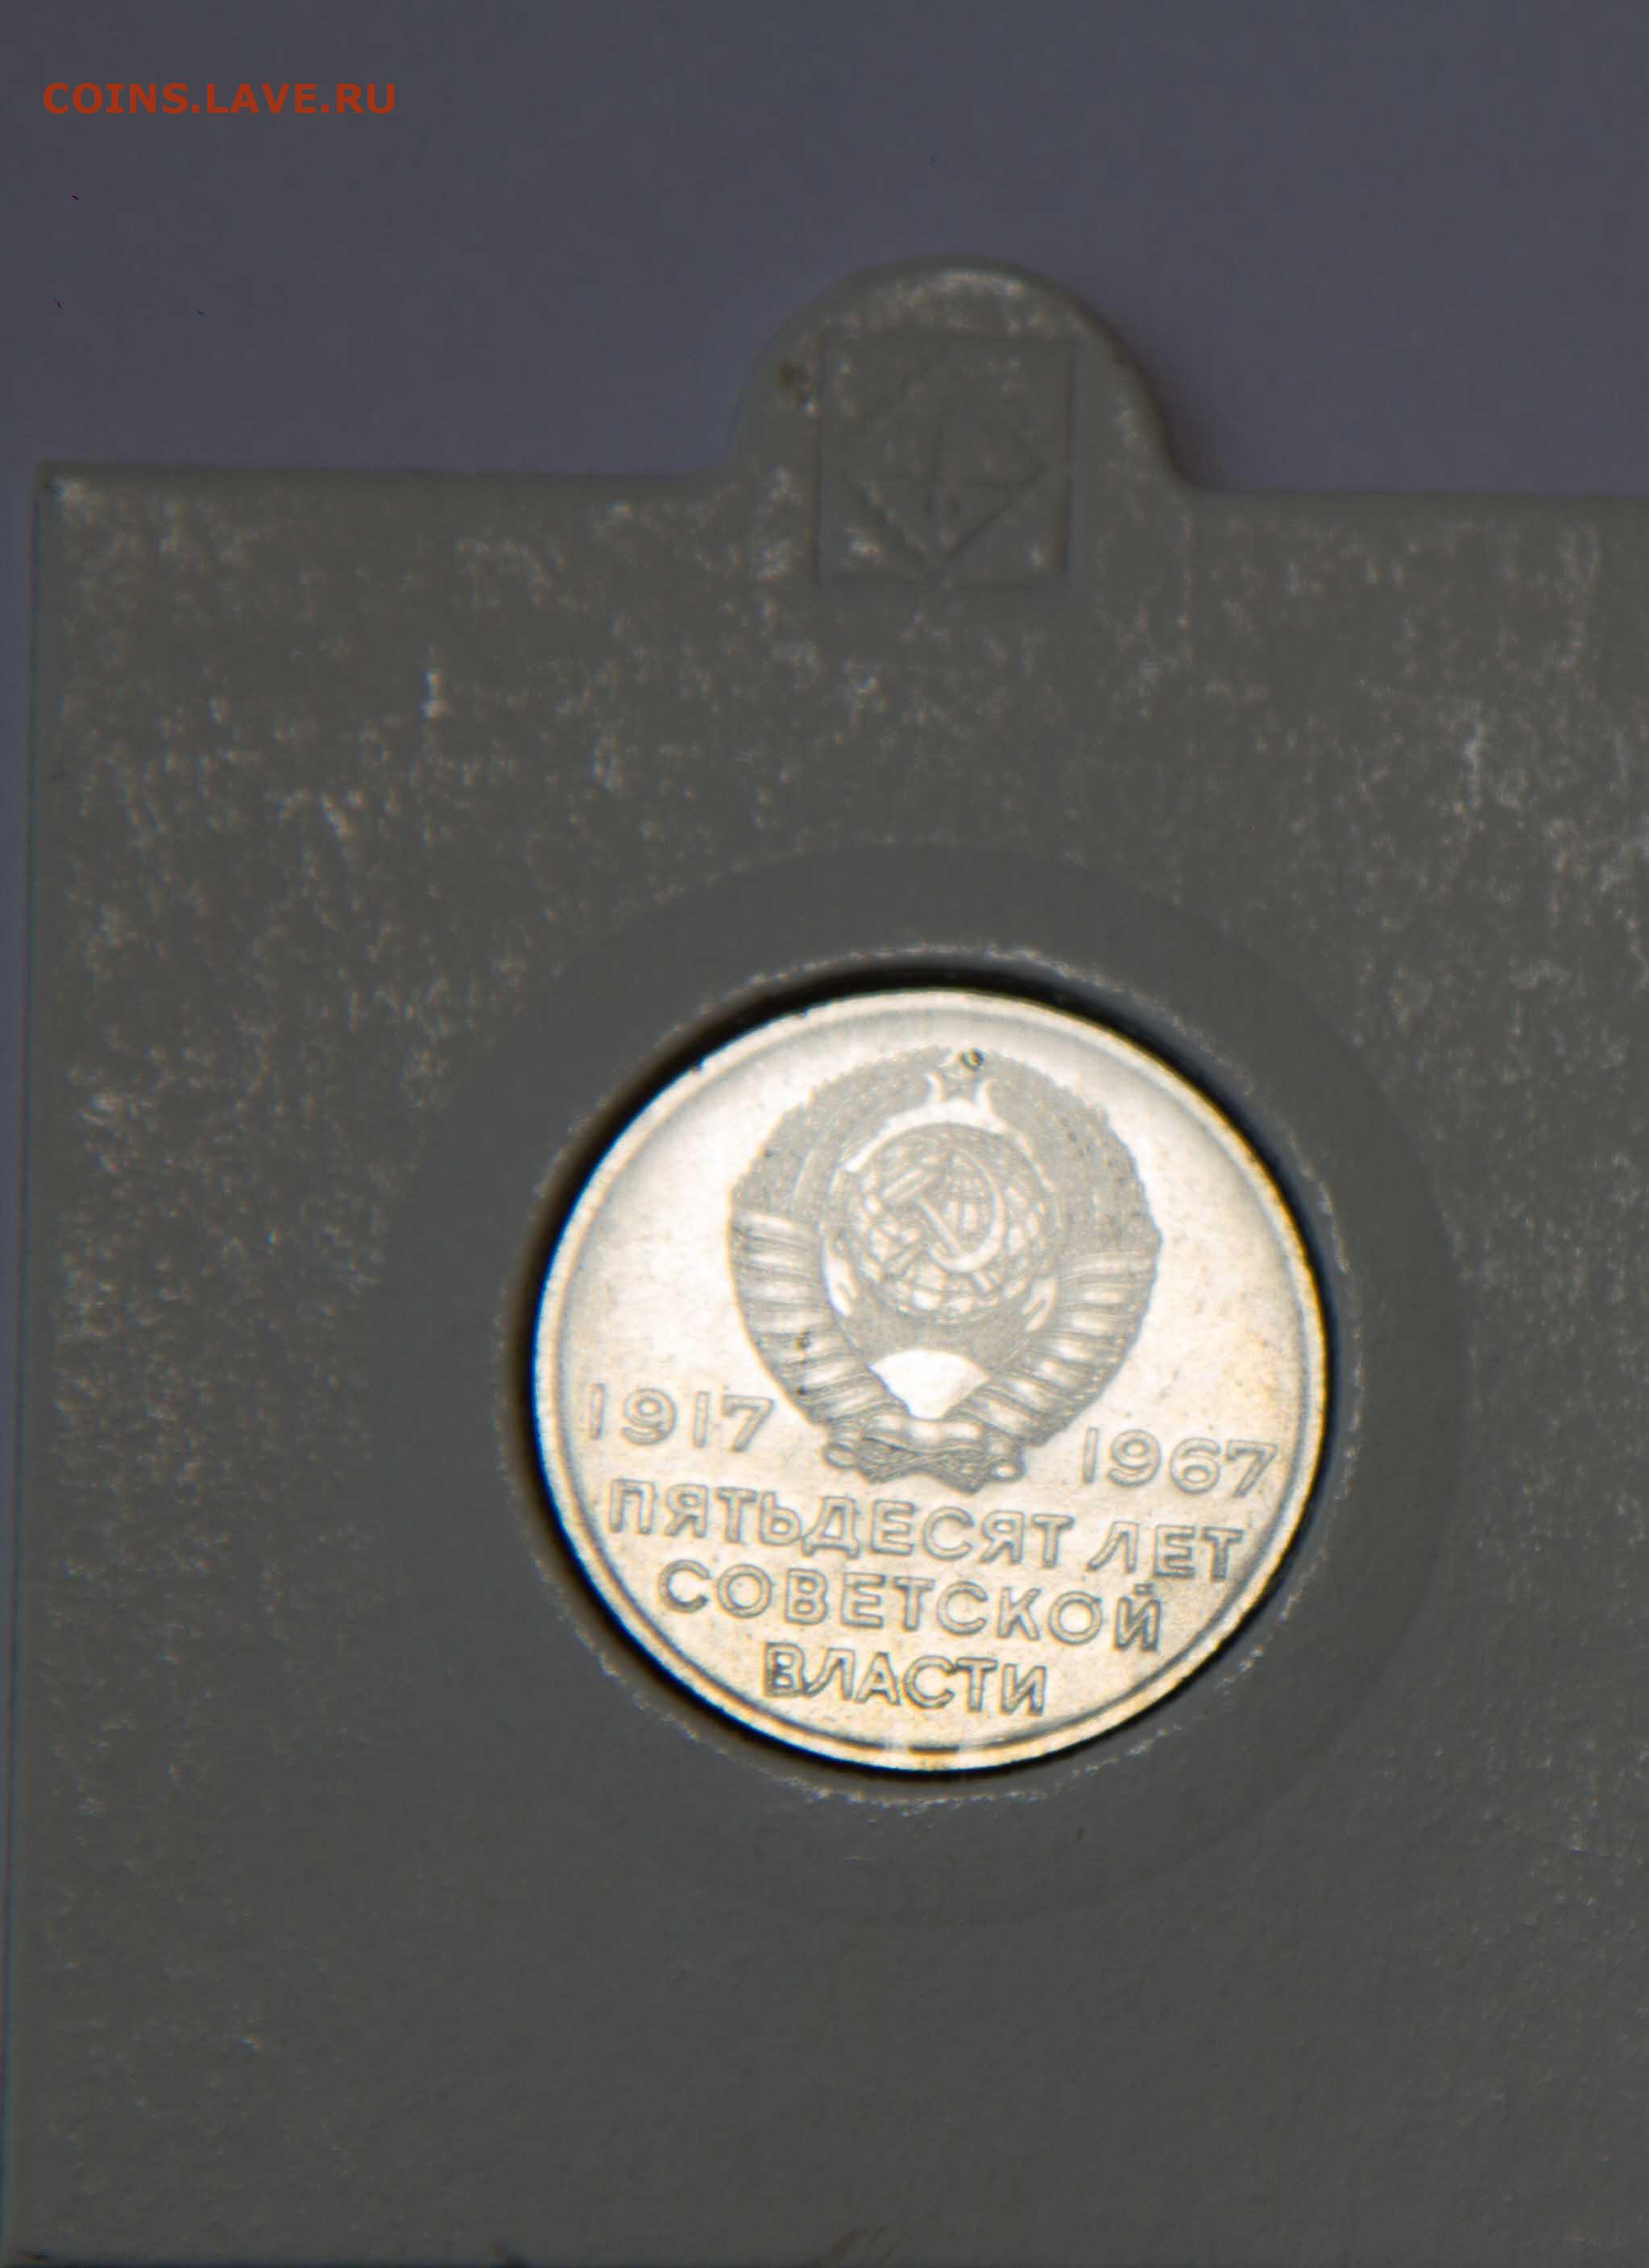 COINS.LAVE.RU
1917 1967
ПЯТЬДЕСЯТ ЛЕТ
СОВЕТСКОЙ
ВЛАСТИ